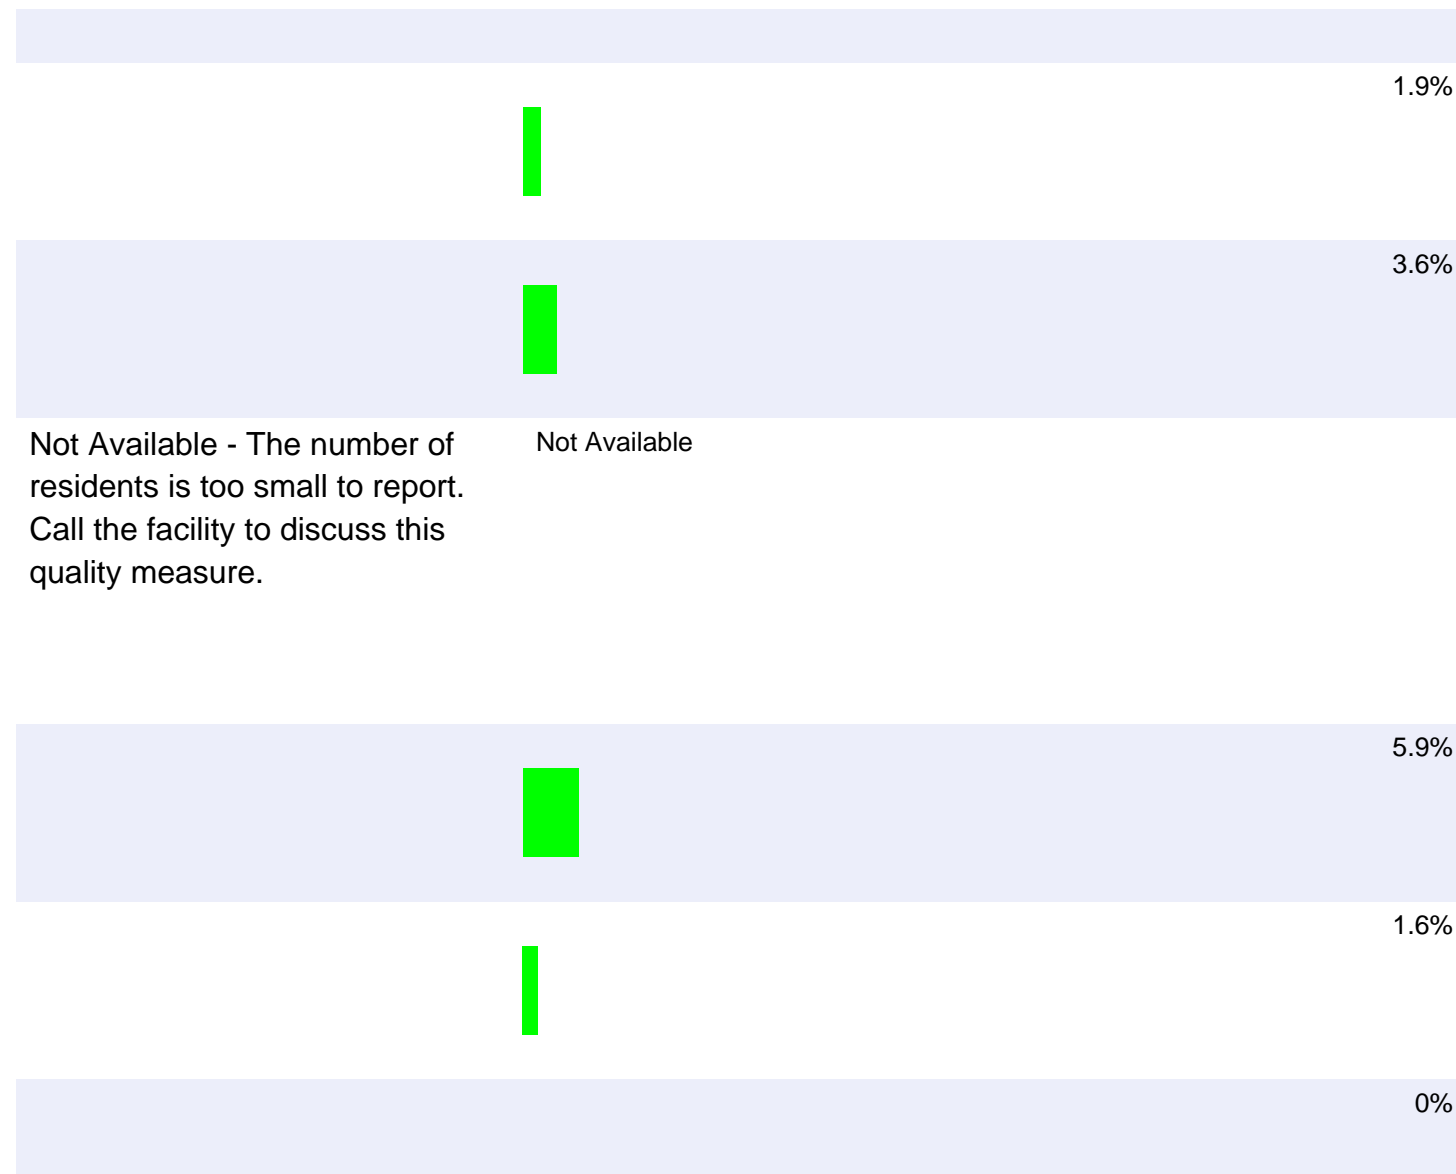 1.9%
3.6%
Not Available - The number of
residents is too small to report.
Call the facility to discuss this
quality measure.
Not Available
5.9%
1.6%
0%